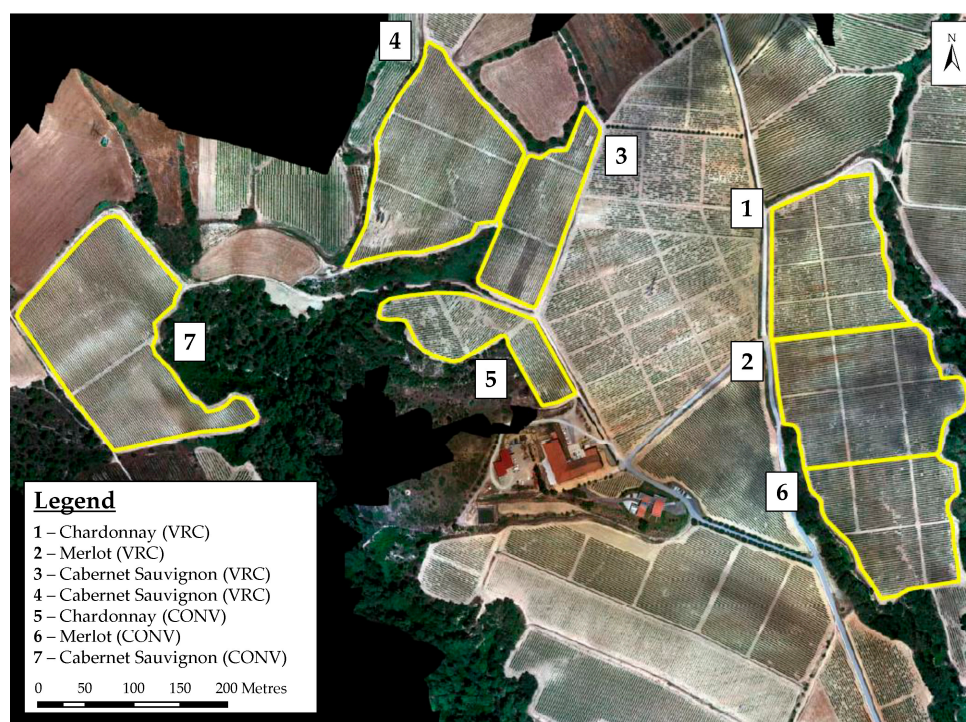 4
N
3
1
7
2
5
6
Legend
1 – Chardonnay (VRC)
2 – Merlot (VRC)
3 – Cabernet Sauvignon (VRC)
4 – Cabernet Sauvignon (VRC)
5 – Chardonnay (CONV)
6 – Merlot (CONV)
7 – Cabernet Sauvignon (CONV)
0 50 100 150 200 Metres